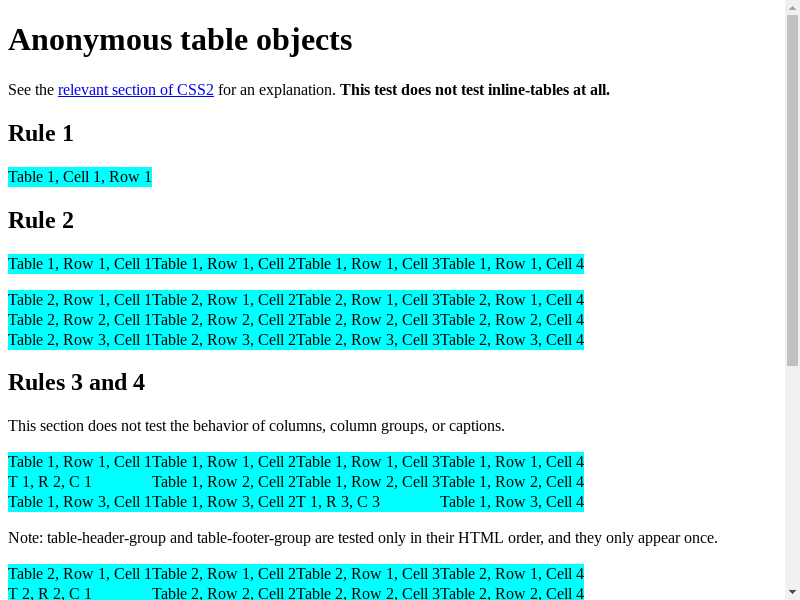 Anonymous table objects
See the relevant section of CSS2 for an explanation. This test does not test inline-tables at all.
Rule 1
Table 1, Cell 1, Row 1
Rule 2
Table 1, Row 1, Cell 1Table 1, Row 1, Cell 2Table 1, Row 1, Cell 3Table 1, Row 1, Cell 4
Table 2, Row 1, Cell 1Table 2, Row 1, Cell 2Table 2, Row 1, Cell 3Table 2, Row 1, Cell 4
Table 2, Row 2, Cell 1Table 2, Row 2, Cell 2Table 2, Row 2, Cell 3Table 2, Row 2, Cell 4
Table 2, Row 3, Cell 1Table 2, Row 3, Cell 2Table 2, Row 3, Cell 3Table 2, Row 3, Cell 4
Rules 3 and 4
This section does not test the behavior of columns, column groups, or captions.
Table 1, Row 1, Cell 1Table 1, Row 1, Cell 2Table 1, Row 1, Cell 3Table 1, Row 1, Cell 4
T 1, R 2, C 1 Table 1, Row 2, Cell 2Table 1, Row 2, Cell 3Table 1, Row 2, Cell 4
Table 1, Row 3, Cell 1Table 1, Row 3, Cell 2T 1, R 3, C 3 Table 1, Row 3, Cell 4
Note: table-header-group and table-footer-group are tested only in their HTML order, and they only appear once.
Table 2, Row 1, Cell 1Table 2, Row 1, Cell 2Table 2, Row 1, Cell 3Table 2, Row 1, Cell 4
T 2, R 2, C 1 Table 2, Row 2, Cell 2Table 2, Row 2, Cell 3Table 2, Row 2, Cell 4